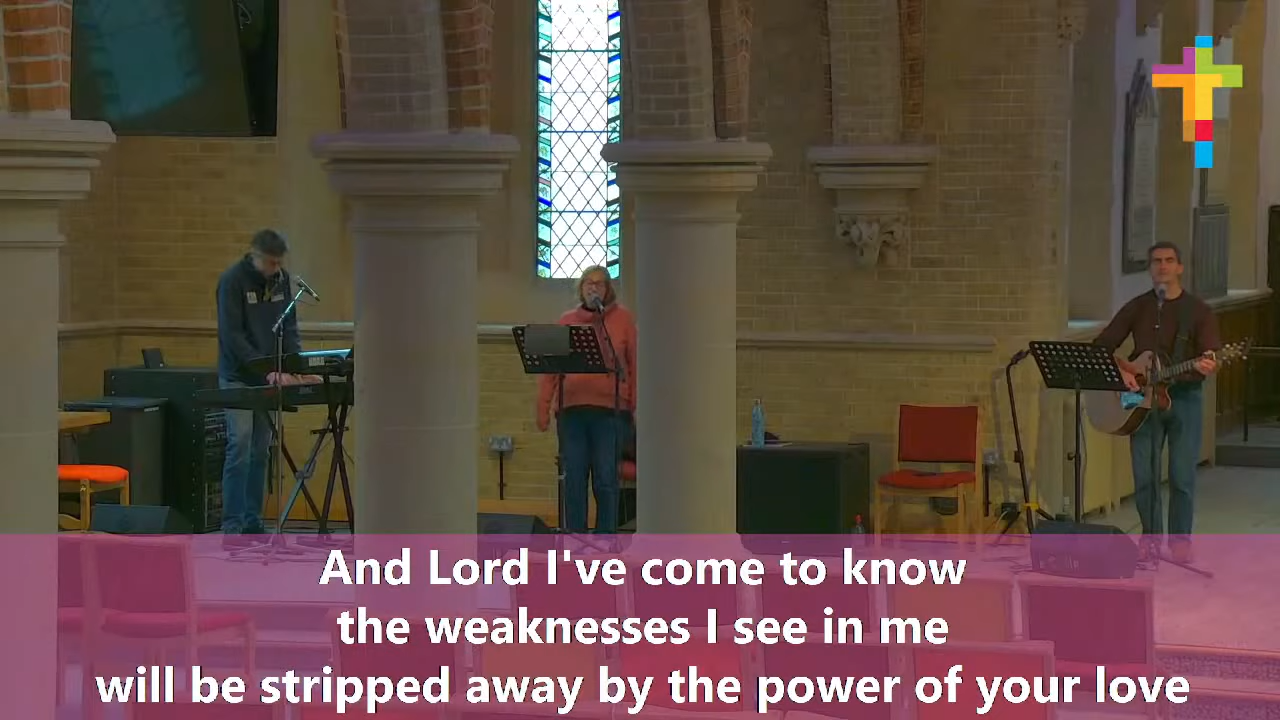 And Lord I've come to know
the weaknesses I see in me
will be stripped away by the power of your love